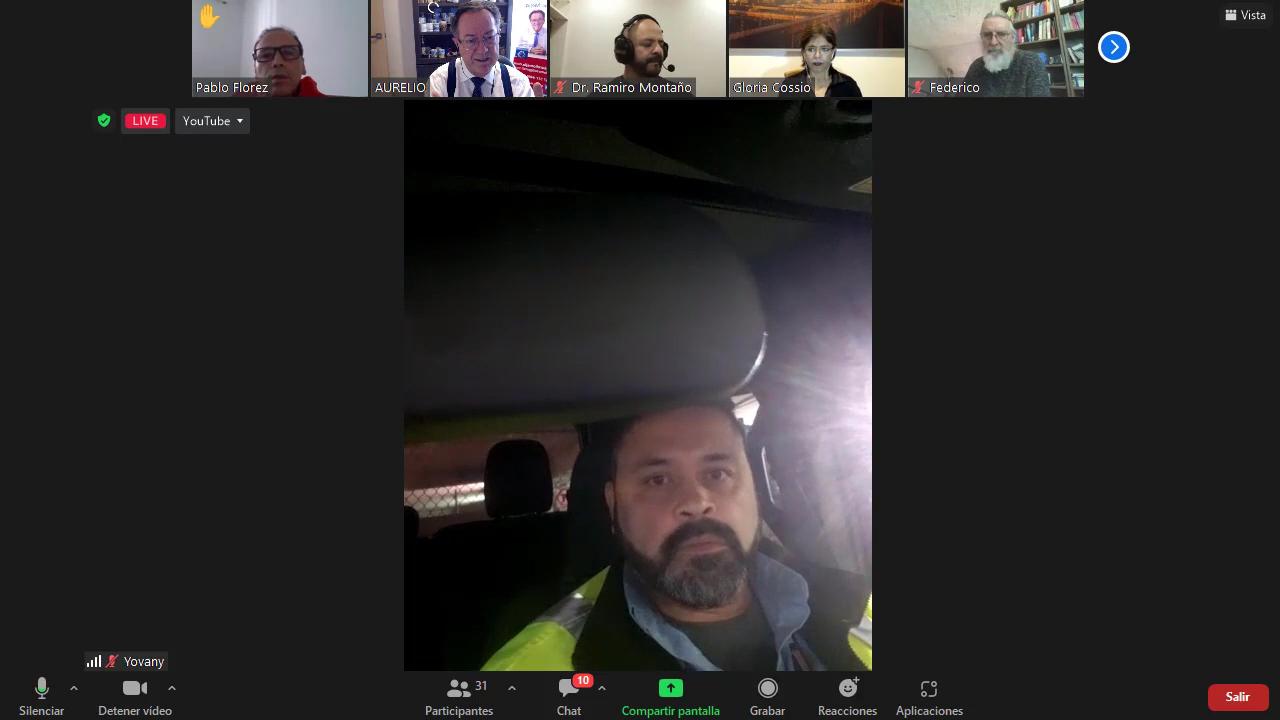 Pablo Florez
AURELIO
Dr. Ramiro Montaño
Gloria Cossio
Federico
Vista
LIVE
YouTube
Yovany
Silenciar
Detener vídeo
Participantes
31
Chat
10
Compartir pantalla
Grabar
Reacciones
Aplicaciones
Salir